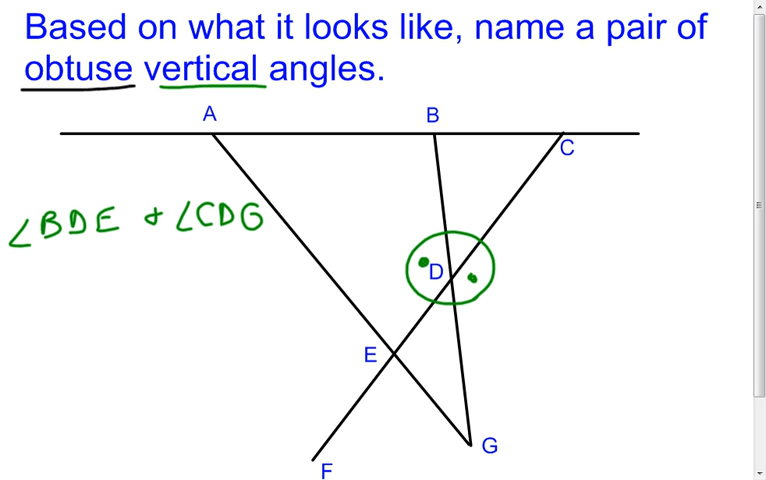 Based on what it looks like, name a pair of
obtuse vertical angles.
A
B
C
∠BDE + ∠CDG
D
E
G
F